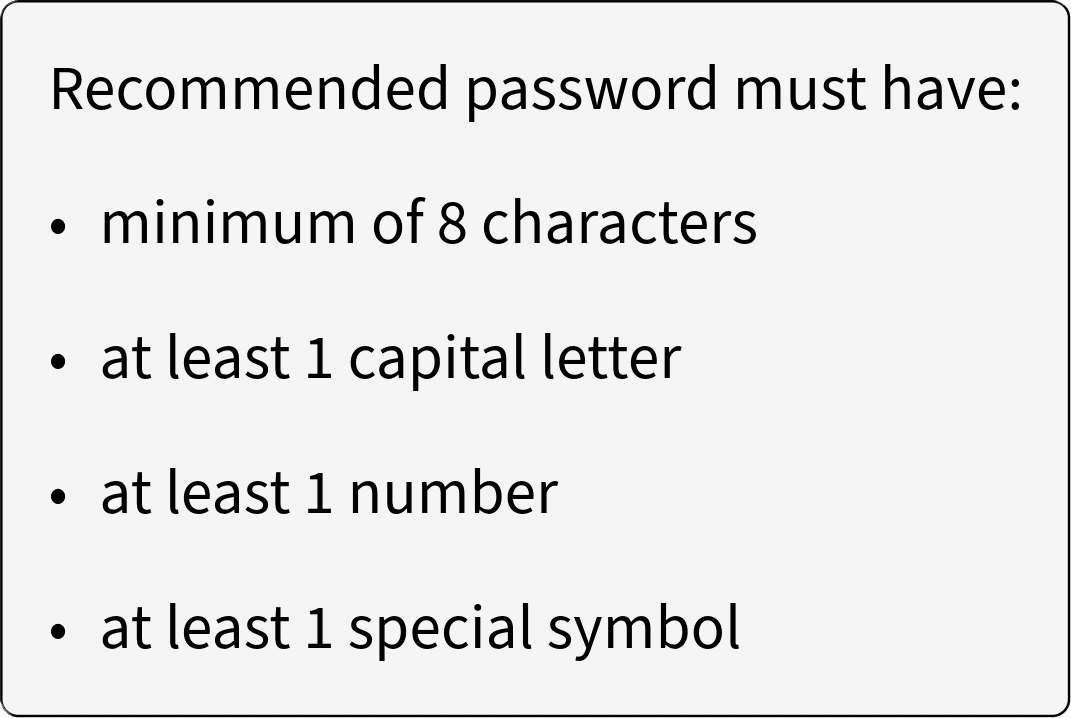 Recommended password must have:
• minimum of 8 characters
• at least 1 capital letter
• at least 1 number
• at least 1 special symbol